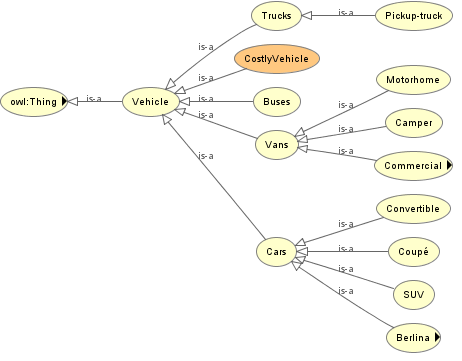 Trucks
is-a
Pickup-truck
is-a
CostlyVehicle
is-a
Motorhome
owl:Thing
is-a
Vehicle
is-a
Buses
is-a
Camper
is-a
is-a
Vans
is-a
is-a
Commercial
is-a
Convertible
is-a
Cars
is-a
Coupé
is-a
SUV
is-a
Berlina